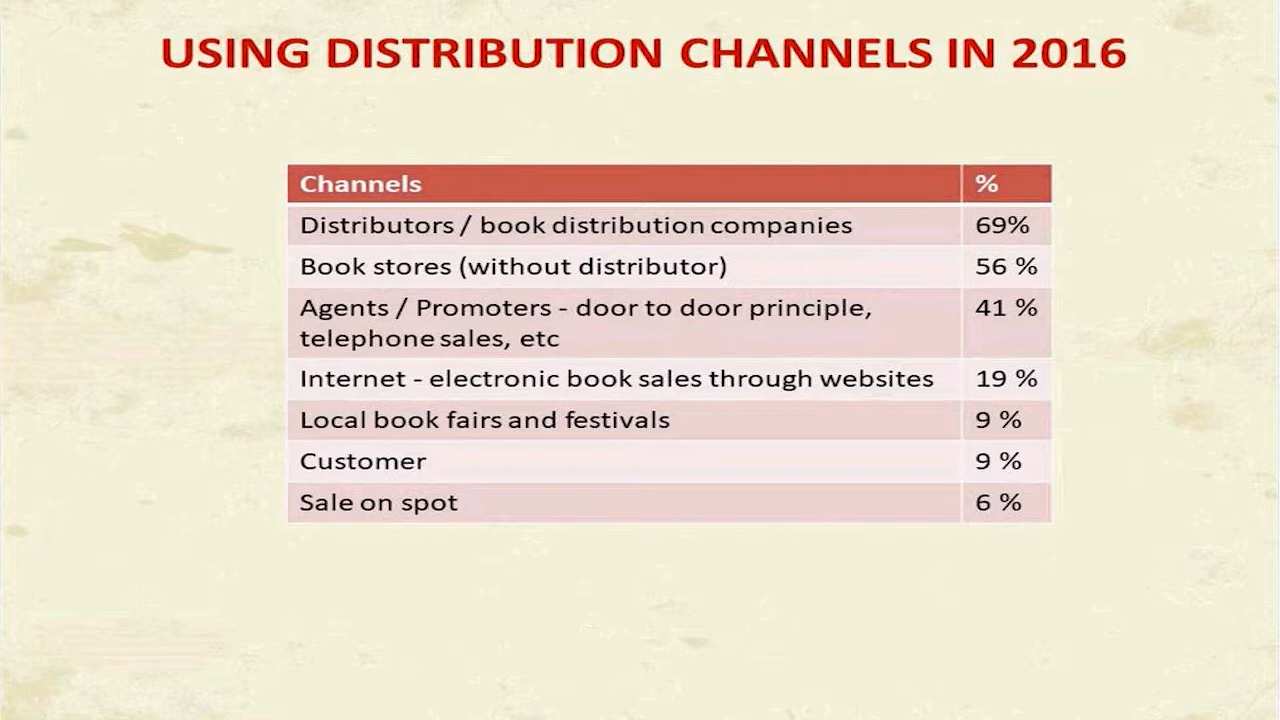 USING DISTRIBUTION CHANNELS IN 2016
Channels %
Distributors / book distribution companies 69%
Book stores (without distributor) 56 %
Agents / Promoters - door to door principle, 41 %
telephone sales, etc
Internet - electronic book sales through websites 19 %
Local book fairs and festivals 9 %
Customer 9 %
Sale on spot 6 %